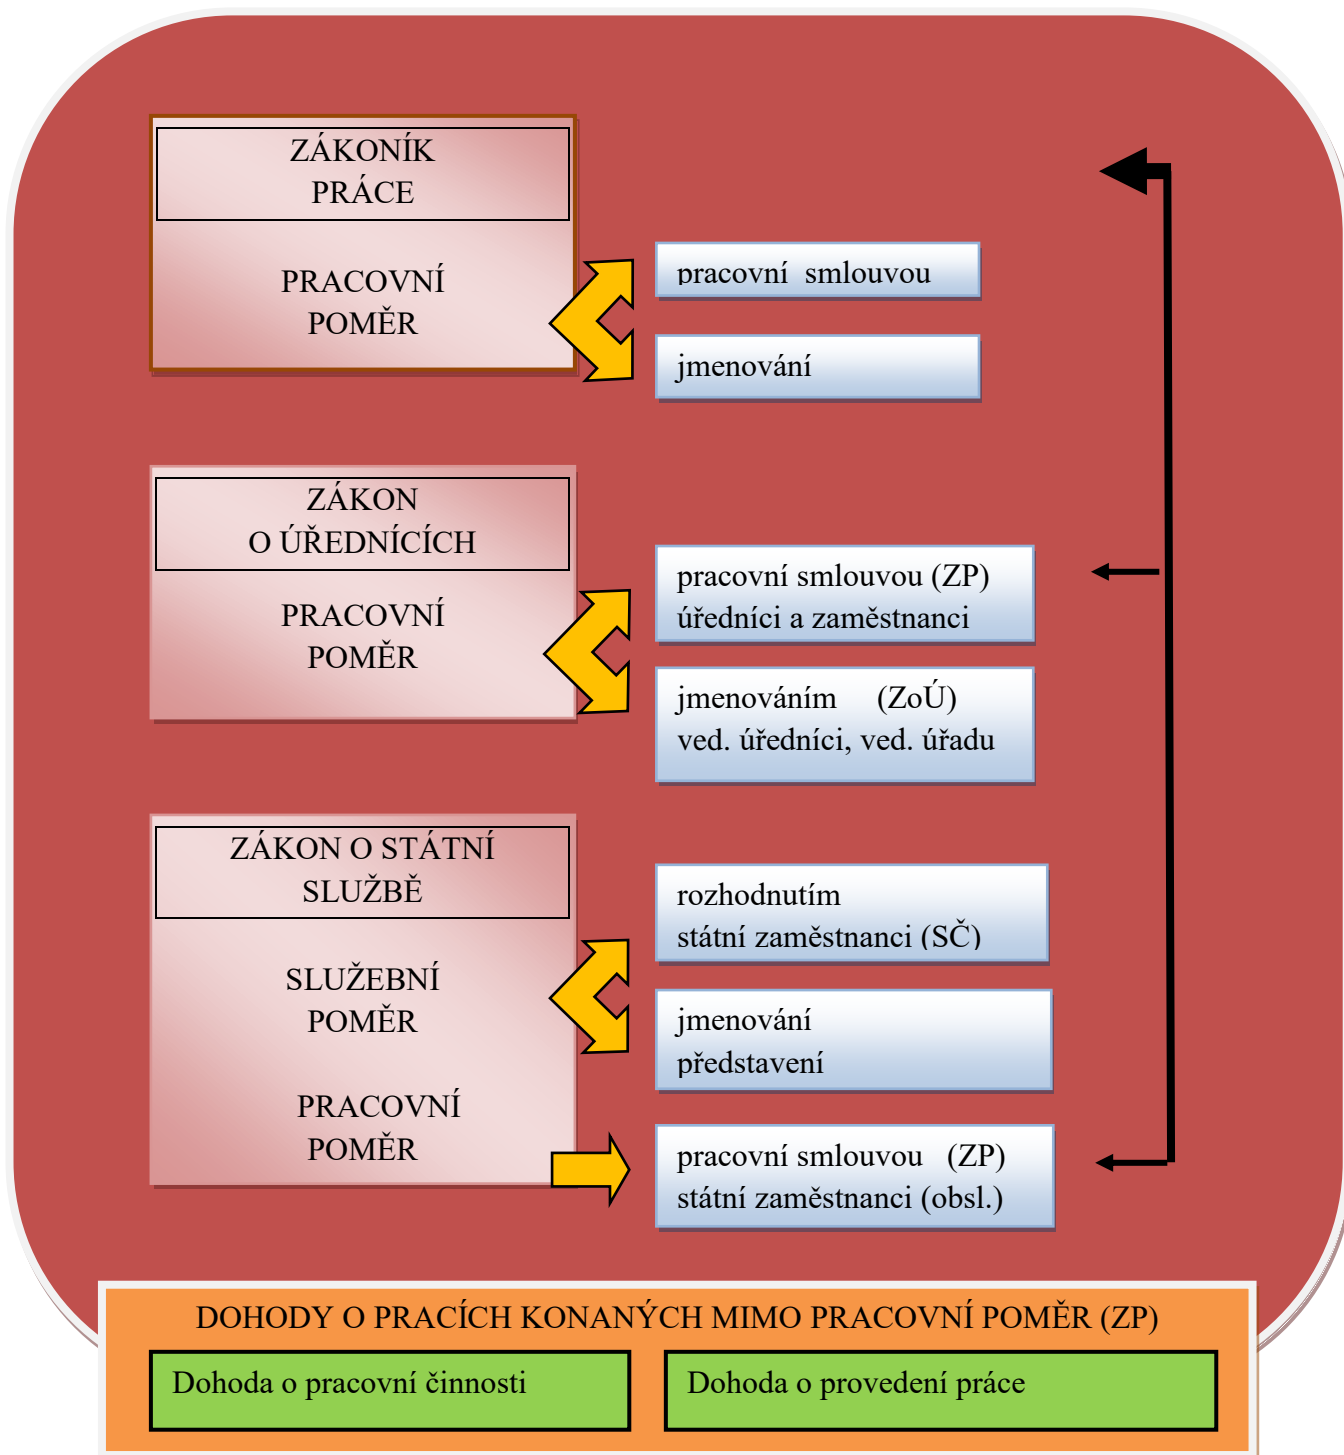 ZÁKONÍK
PRÁCE
PRACOVNÍ
POMĚR
pracovní smlouvou
jmenování
ZÁKON
O ÚŘEDNÍCÍCH
PRACOVNÍ
POMĚR
pracovní smlouvou (ZP)
úředníci a zaměstnanci
jmenováním (ZoÚ)
ved. úředníci, ved. úřadu
ZÁKON O STÁTNÍ
SLUŽBĚ
SLUŽEBNÍ
POMĚR
rozhodnutím
státní zaměstnanci (SČ)
jmenování
představení
PRACOVNÍ
POMĚR
pracovní smlouvou (ZP)
státní zaměstnanci (obsl.)
DOHODY O PRACÍCH KONANÝCH MIMO PRACOVNÍ POMĚR (ZP)
Dohoda o pracovní činnosti
Dohoda o provedení práce